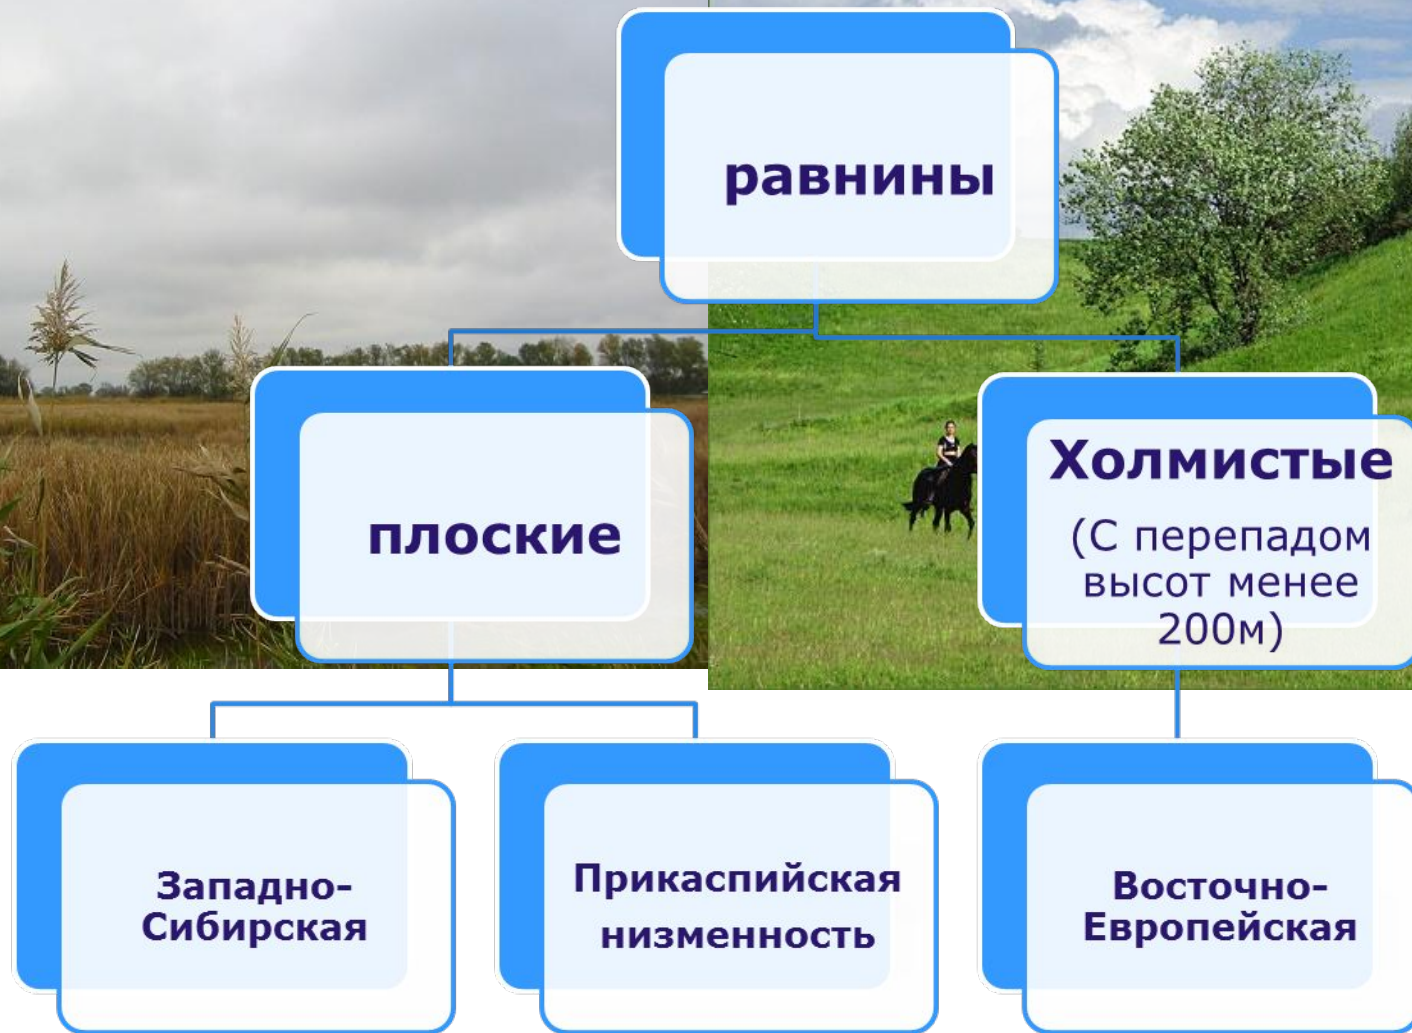 равнины
плоские
Холмистые
(С перепадом
высот менее
200м)
Западно-
Сибирская
Прикаспийская
низменность
Восточно-
Европейская